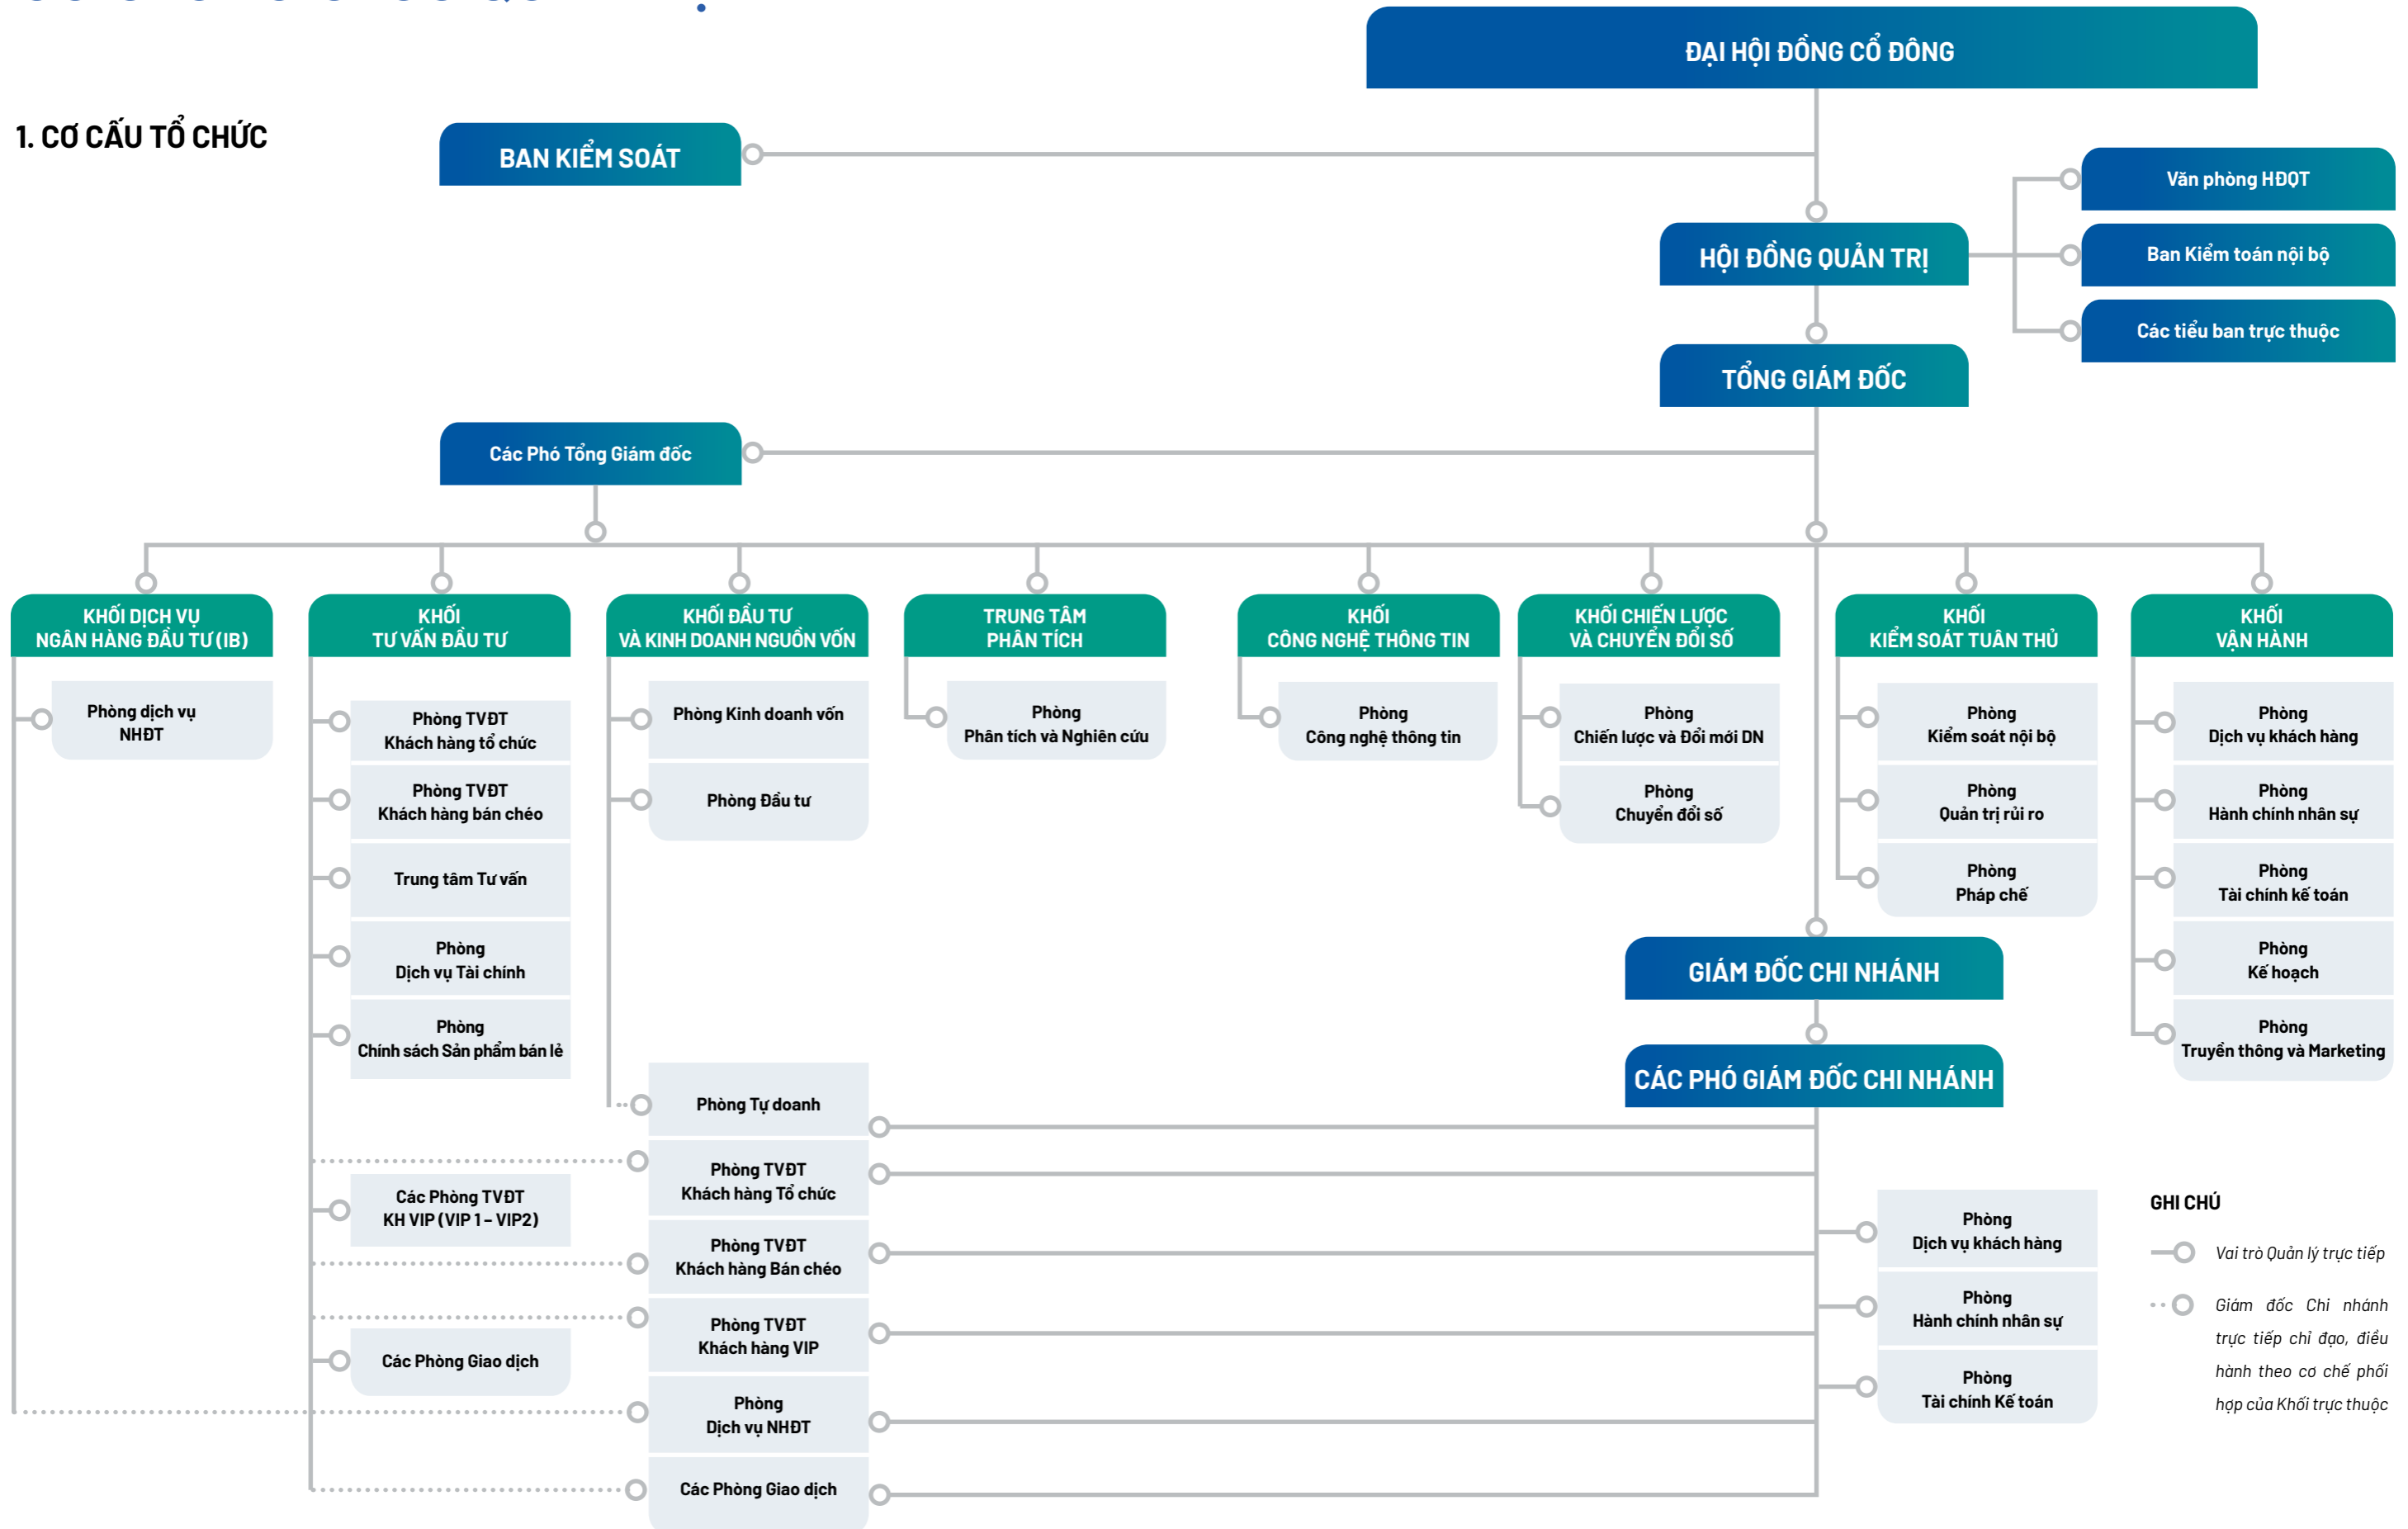 ĐẠI HỘI ĐỒNG CỔ ĐÔNG
1. CƠ CẤU TỔ CHỨC
BAN KIỂM SOÁT
Văn phòng HĐQT
HỘI ĐỒNG QUẢN TRỊ
Ban Kiểm toán nội bộ
Các tiểu ban trực thuộc
TỔNG GIÁM ĐỐC
Các Phó Tổng Giám đốc
KHỐI DỊCH VỤ
NGÂN HÀNG ĐẦU TƯ (IB)
Phòng dịch vụ
NHĐT
KHỐI
TƯ VẤN ĐẦU TƯ
Phòng TVĐT
Khách hàng tổ chức
Phòng TVĐT
Khách hàng bán chéo
Trung tâm Tư vấn
Phòng
Dịch vụ Tài chính
Phòng
Chính sách Sản phẩm bán lẻ
Các Phòng TVĐT
KH VIP (VIP 1 – VIP2)
Các Phòng Giao dịch
KHỐI ĐẦU TƯ
VÀ KINH DOANH NGUỒN VỐN
Phòng Kinh doanh vốn
Phòng Đầu tư
Phòng Tự doanh
Phòng TVĐT
Khách hàng Tổ chức
Phòng TVĐT
Khách hàng Bán chéo
Phòng TVĐT
Khách hàng VIP
Phòng
Dịch vụ NHĐT
Các Phòng Giao dịch
TRUNG TÂM
PHÂN TÍCH
Phòng
Phân tích và Nghiên cứu
KHỐI
CÔNG NGHỆ THÔNG TIN
Phòng
Công nghệ thông tin
KHỐI CHIẾN LƯỢC
VÀ CHUYỂN ĐỔI SỐ
Phòng
Chiến lược và Đổi mới DN
Phòng
Chuyển đổi số
KHỐI
KIỂM SOÁT TUÂN THỦ
Phòng
Kiểm soát nội bộ
Phòng
Quản trị rủi ro
Phòng
Pháp chế
KHỐI
VẬN HÀNH
Phòng
Dịch vụ khách hàng
Phòng
Hành chính nhân sự
Phòng
Tài chính kế toán
Phòng
Kế hoạch
Phòng
Truyền thông và Marketing
GIÁM ĐỐC CHI NHÁNH
CÁC PHÓ GIÁM ĐỐC CHI NHÁNH
Phòng
Dịch vụ khách hàng
Phòng
Hành chính nhân sự
Phòng
Tài chính Kế toán
GHI CHÚ
Vai trò Quản lý trực tiếp
Giám đốc Chi nhánh
trực tiếp chỉ đạo, điều
hành theo cơ chế phối
hợp của Khối trực thuộc